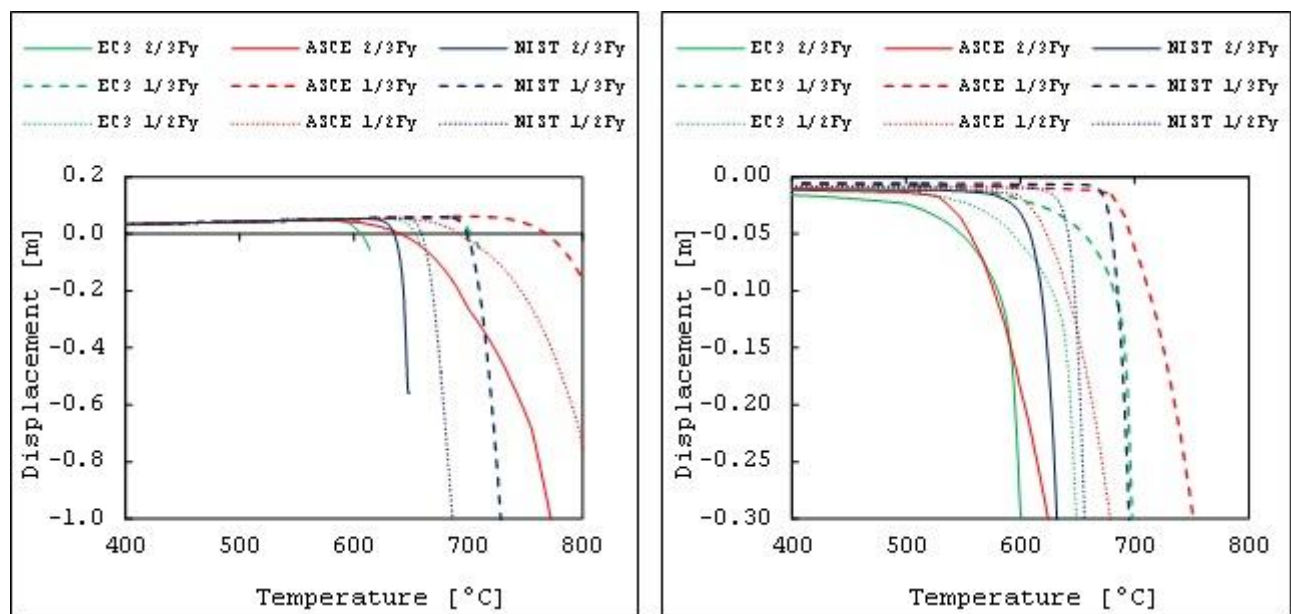 EC3 2/3Fy ASCE 2/3Fy NIST 2/3Fy
EC3 1/3Fy ASCE 1/3Fy NIST 1/3Fy
EC3 1/2Fy ASCE 1/2Fy NIST 1/2Fy
Displacement [m]
0.2
0.0
-0.2
-0.4
-0.6
-0.8
-1.0
400 500 600 700 800
Temperature [°C]
EC3 2/3Fy ASCE 2/3Fy NIST 2/3Fy
EC3 1/3Fy ASCE 1/3Fy NIST 1/3Fy
EC3 1/2Fy ASCE 1/2Fy NIST 1/2Fy
Displacement [m]
0.00
-0.05
-0.10
-0.15
-0.20
-0.25
-0.30
400 500 600 700 800
Temperature [°C]